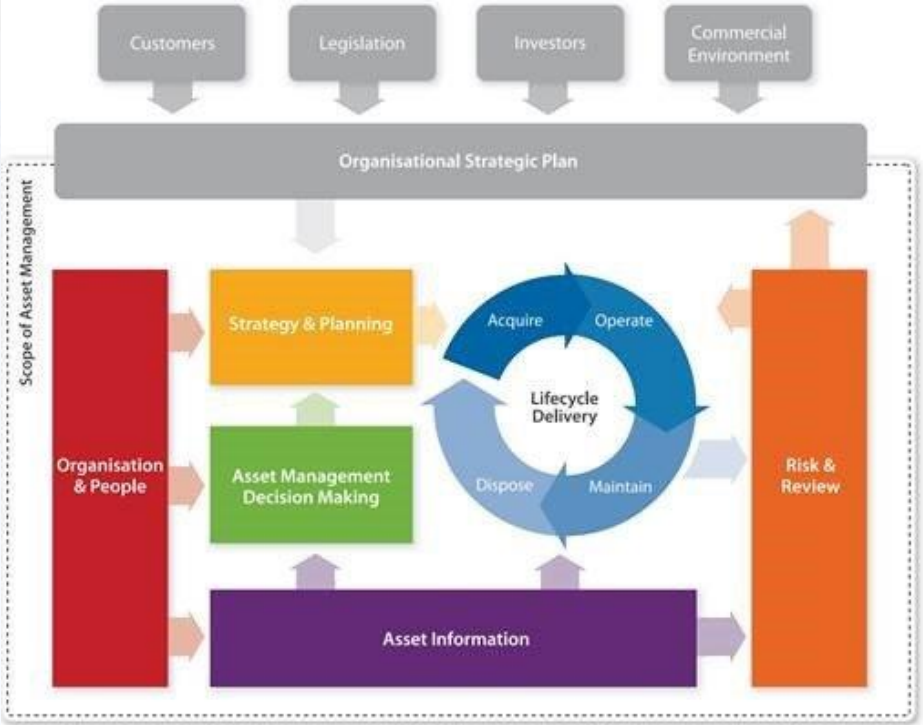 Customers
Legislation
Investors
Commercial
Environment
Organisational Strategic Plan
Scope of Asset Management
Strategy & Planning
Acquire
Operate
Lifecycle
Delivery
Organisation
& People
Asset Management
Decision Making
Dispose
Maintain
Risk &
Review
Asset Information